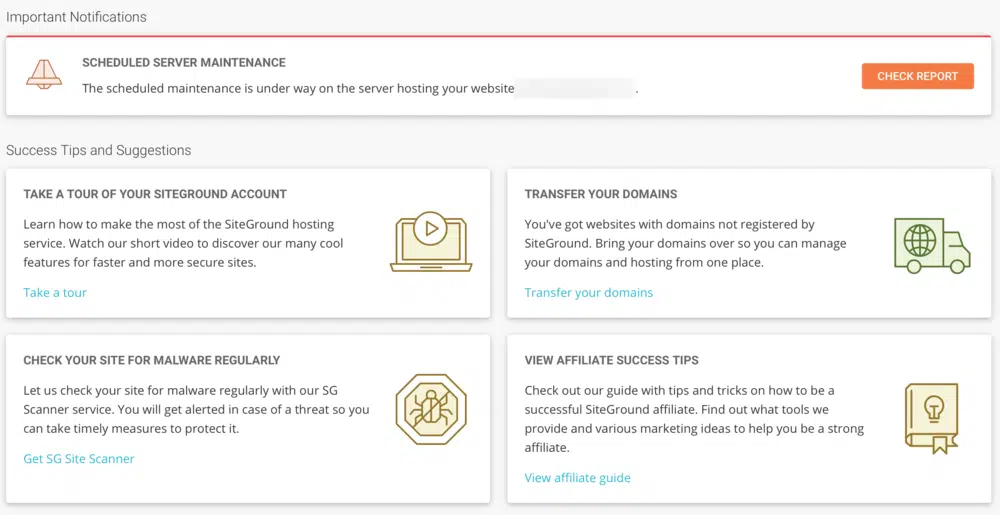 Important Notifications
SCHEDULED SERVER MAINTENANCE
The scheduled maintenance is under way on the server hosting your website .
CHECK REPORT
Success Tips and Suggestions
TAKE A TOUR OF YOUR SITEGROUND ACCOUNT
Learn how to make the most of the SiteGround hosting
service. Watch our short video to discover our many cool
features for faster and more secure sites.
Take a tour
TRANSFER YOUR DOMAINS
You've got websites with domains not registered by
SiteGround. Bring your domains over so you can manage
your domains and hosting from one place.
Transfer your domains
CHECK YOUR SITE FOR MALWARE REGULARLY
Let us check your site for malware regularly with our SG
Scanner service. You will get alerted in case of a threat so you
can take timely measures to protect it.
Get SG Site Scanner
VIEW AFFILIATE SUCCESS TIPS
Check out our guide with tips and tricks on how to be a
successful SiteGround affiliate. Find out what tools we
provide and various marketing ideas to help you be a strong
affiliate.
View affiliate guide